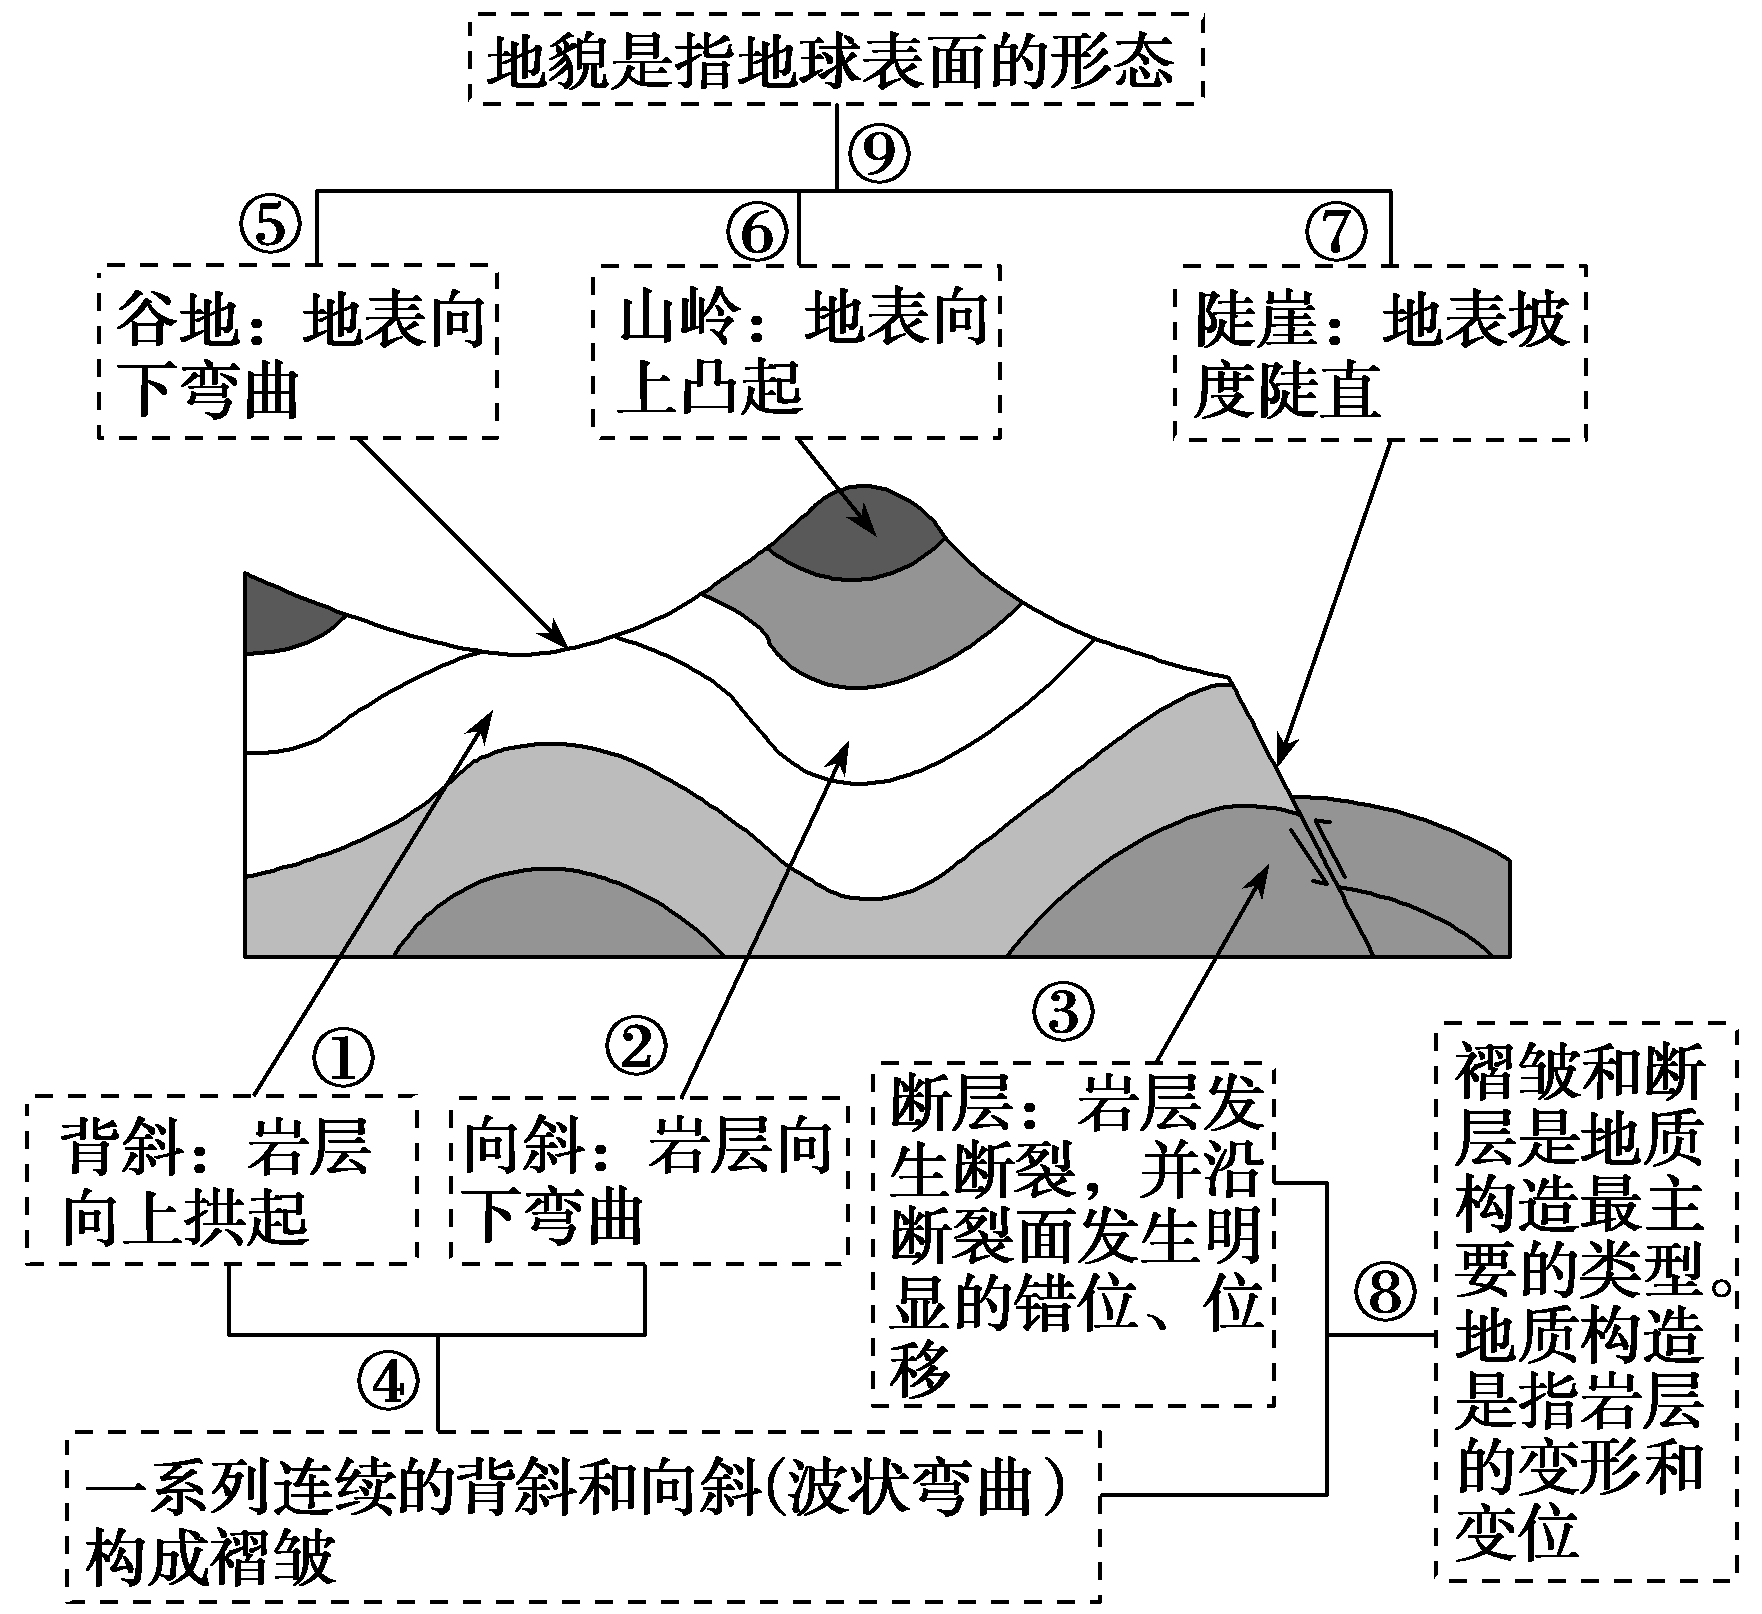 地貌是指地球表面的形态
⑨
⑤
⑥
⑦
谷地：地表向
下弯曲
山岭：地表向
上凸起
陡崖：地表坡
度陡直
①
②
③
背斜：岩层
向上拱起
向斜：岩层向
下弯曲
断层：岩层发
生断裂，并沿
断裂面发生明
显的错位、位
移
④
⑧
一系列连续的背斜和向斜(波状弯曲)
构成褶皱
褶皱和断
层是地质
构造最主
要的类型。
地质构造
是指岩层
的变形和
变位